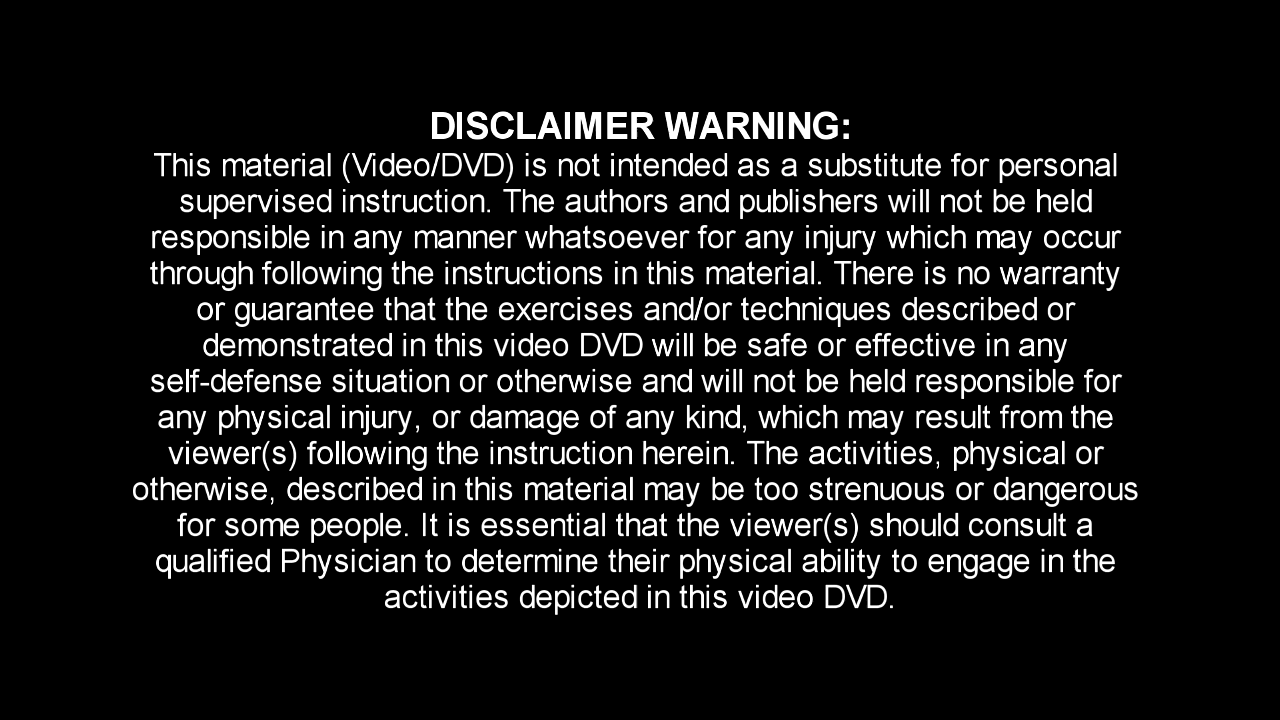 DISCLAIMER WARNING:
This material (Video/DVD) is not intended as a substitute for personal
supervised instruction. The authors and publishers will not be held
responsible in any manner whatsoever for any injury which may occur
through following the instructions in this material. There is no warranty
or guarantee that the exercises and/or techniques described or
demonstrated in this video DVD will be safe or effective in any
self-defense situation or otherwise and will not be held responsible for
any physical injury, or damage of any kind, which may result from the
viewer(s) following the instruction herein. The activities, physical or
otherwise, described in this material may be too strenuous or dangerous
for some people. It is essential that the viewer(s) should consult a
qualified Physician to determine their physical ability to engage in the
activities depicted in this video DVD.